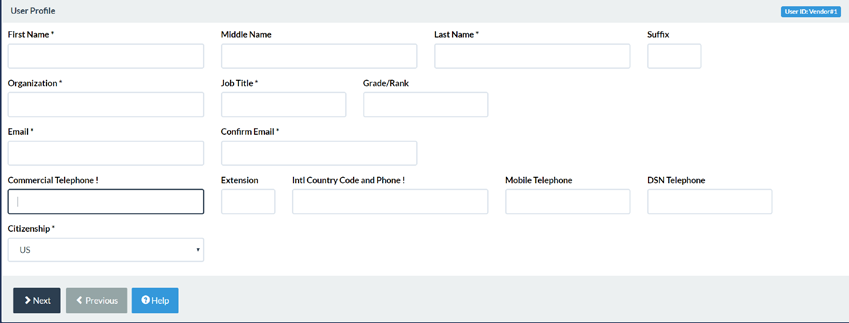 User Profile
User ID: Vendor#1
First Name *
Middle Name
Last Name *
Suffix
Organization *
Job Title *
Grade/Rank
Email *
Confirm Email *
Commercial Telephone !
Extension
Intl Country Code and Phone !
Mobile Telephone
DSN Telephone
Citizenship *
US
Next
Previous
Help